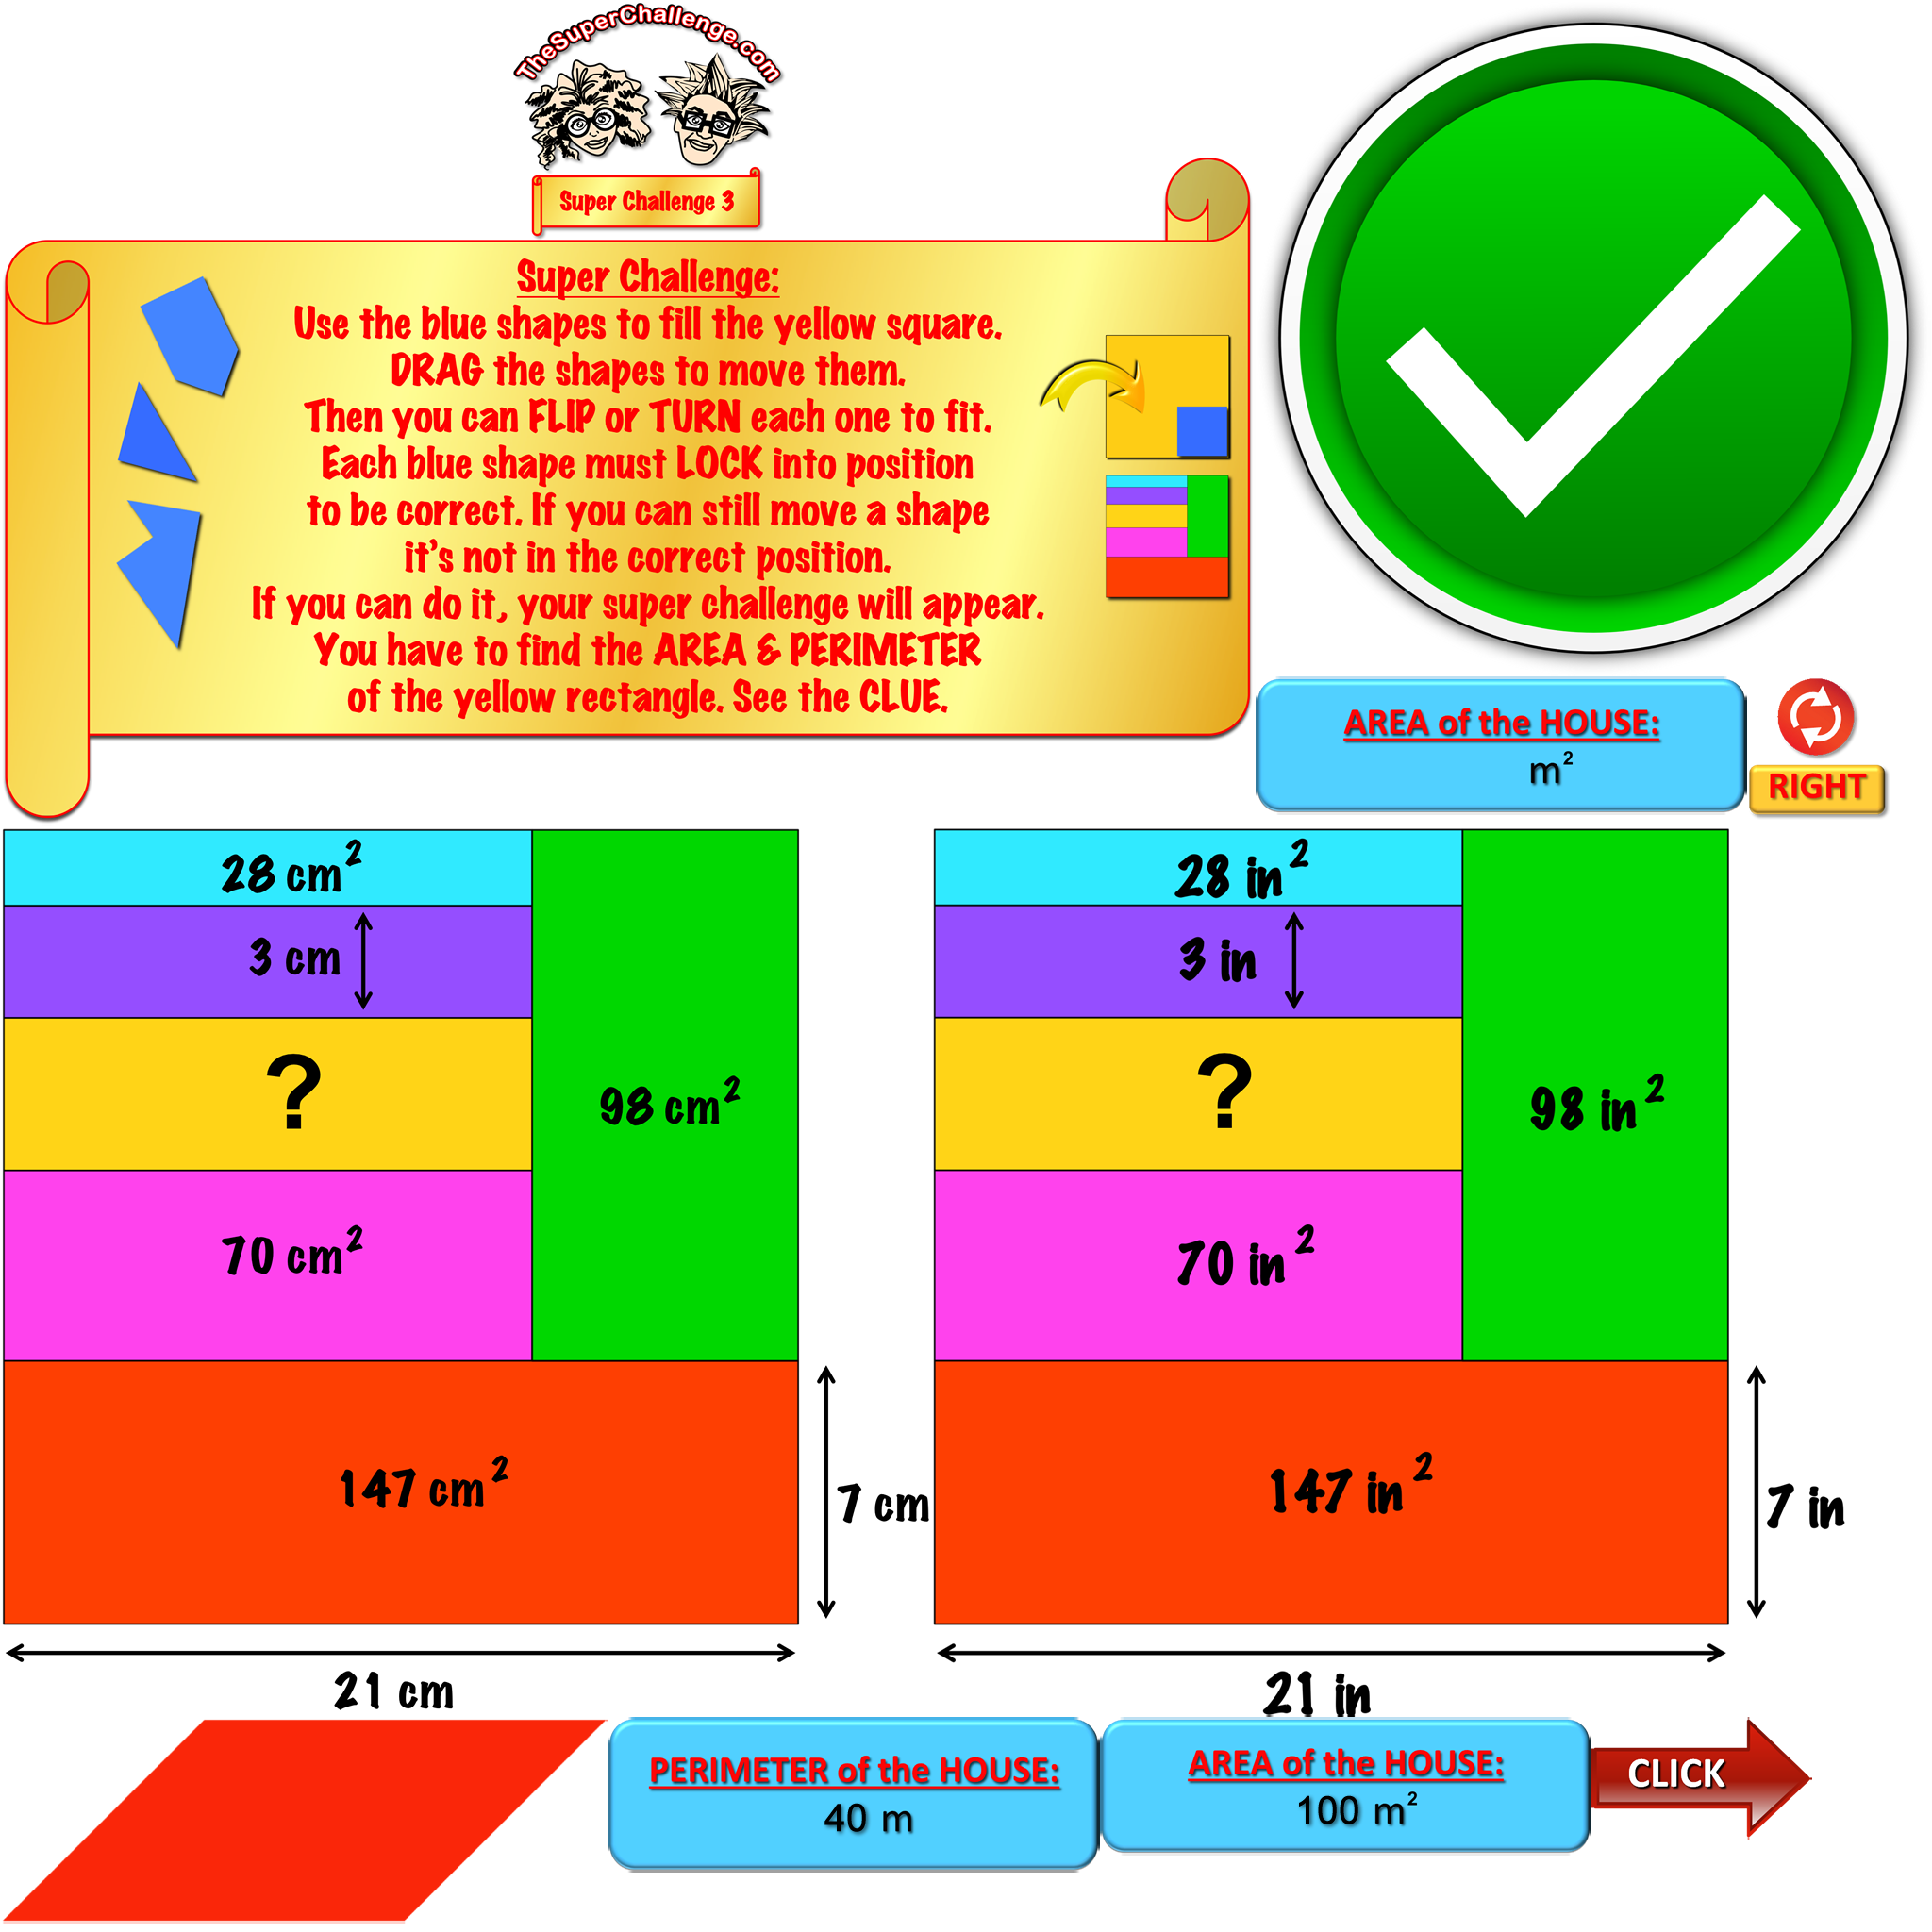 TheSuperChallenge.com
Super Challenge 3
Super Challenge:
Use the blue shapes to fill the yellow square.
DRAG the shapes to move them.
Then you can FLIP or TURN each one to fit.
Each blue shape must LOCK into position
to be correct. If you can still move a shape
it's not in the correct position.
If you can do it, your super challenge will appear.
You have to find the AREA & PERIMETER
of the yellow rectangle. See the CLUE.
AREA of the HOUSE:
m²
RIGHT
28 cm²
3 cm
?
98 cm²
70 cm²
147 cm²
7 cm
21 cm
28 in²
3 in
?
98 in²
70 in²
147 in²
7 in
21 in
PERIMETER of the HOUSE:
40 m
AREA of the HOUSE:
100 m²
CLICK